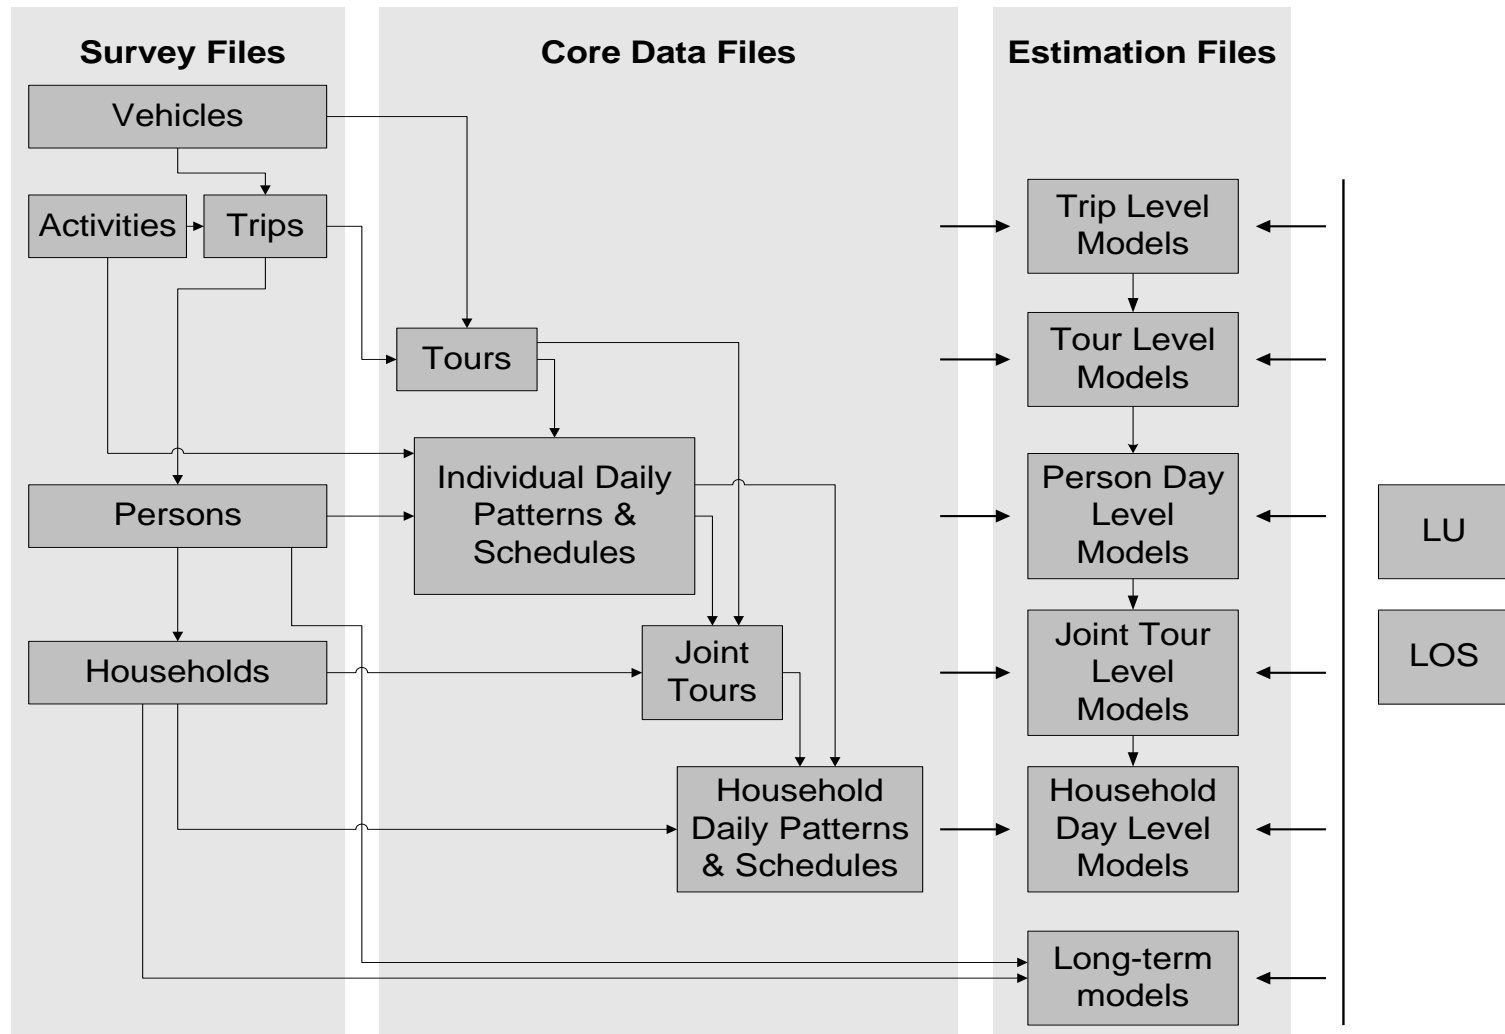 Survey Files
Core Data Files
Estimation Files
Vehicles
Activities
Trips
Persons
Households
Tours
Individual Daily
Patterns &
Schedules
Joint
Tours
Household
Daily Patterns
& Schedules
Trip Level
Models
Tour Level
Models
Person Day
Level
Models
Joint Tour
Level
Models
Household
Day Level
Models
Long-term
models
LU
LOS